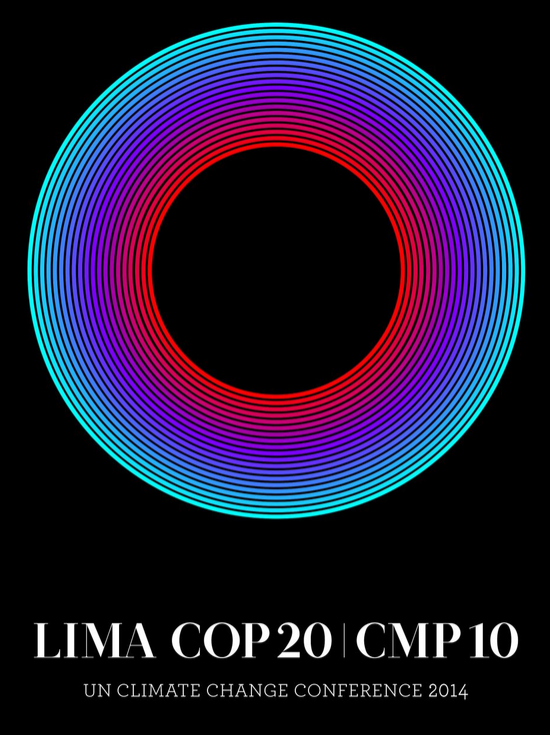 LIMA COP20 | CMP10
UN CLIMATE CHANGE CONFERENCE 2014